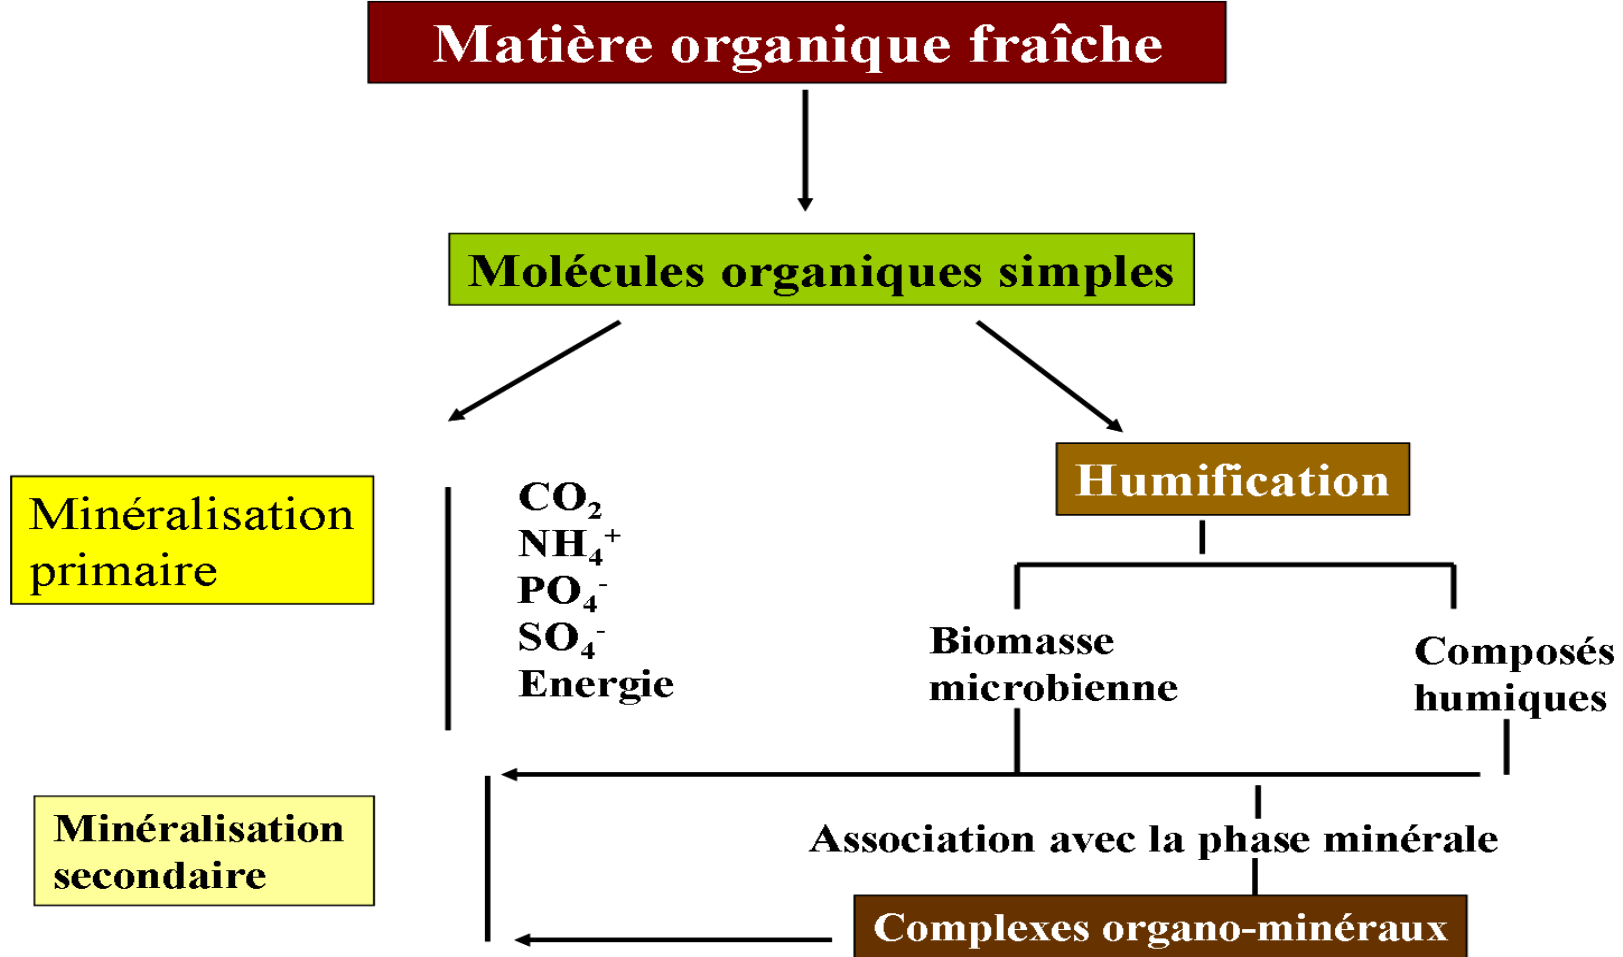 Matière organique fraîche
Molécules organiques simples
Minéralisation
primaire
CO₂
NH₄⁺
PO₄⁻
SO₄⁻
Energie
Humification
Biomasse
microbienne
Composés
humiques
Minéralisation
secondaire
Association avec la phase minérale
Complexes organo-minéraux